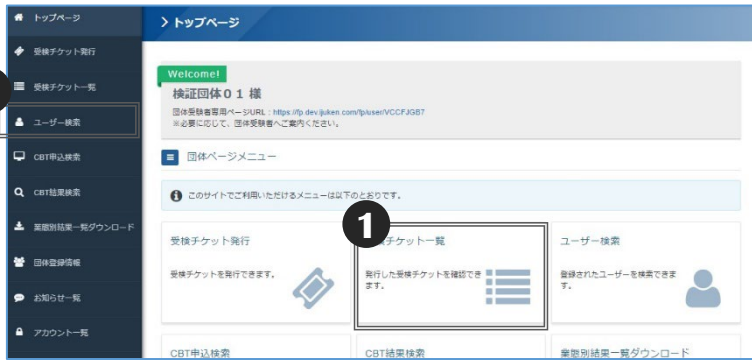 トップページ
受検チケット発行
受検チケット一覧
ユーザー検索
CBT申込検索
CBT結果検索
業態別結果一覧ダウンロード
団体登録情報
お知らせ一覧
アカウント一覧
> トップページ
Welcome!
検証団体01 様
団体受験者専用ページURL : https://fp.dev.ijuken.com/fp/user/VCCFJGB7
※必要に応じて、団体受験者へご案内ください。
団体ページメニュー
このサイトでご利用いただけるメニューは以下のとおりです。
1
受検チケット発行
受検チケットを発行できます。
チケット一覧
発行した受検チケットを確認でき
ます。
ユーザー検索
登録されたユーザーを検索できま
す。
CBT申込検索
CBT結果検索
業態別結果一覧ダウンロード